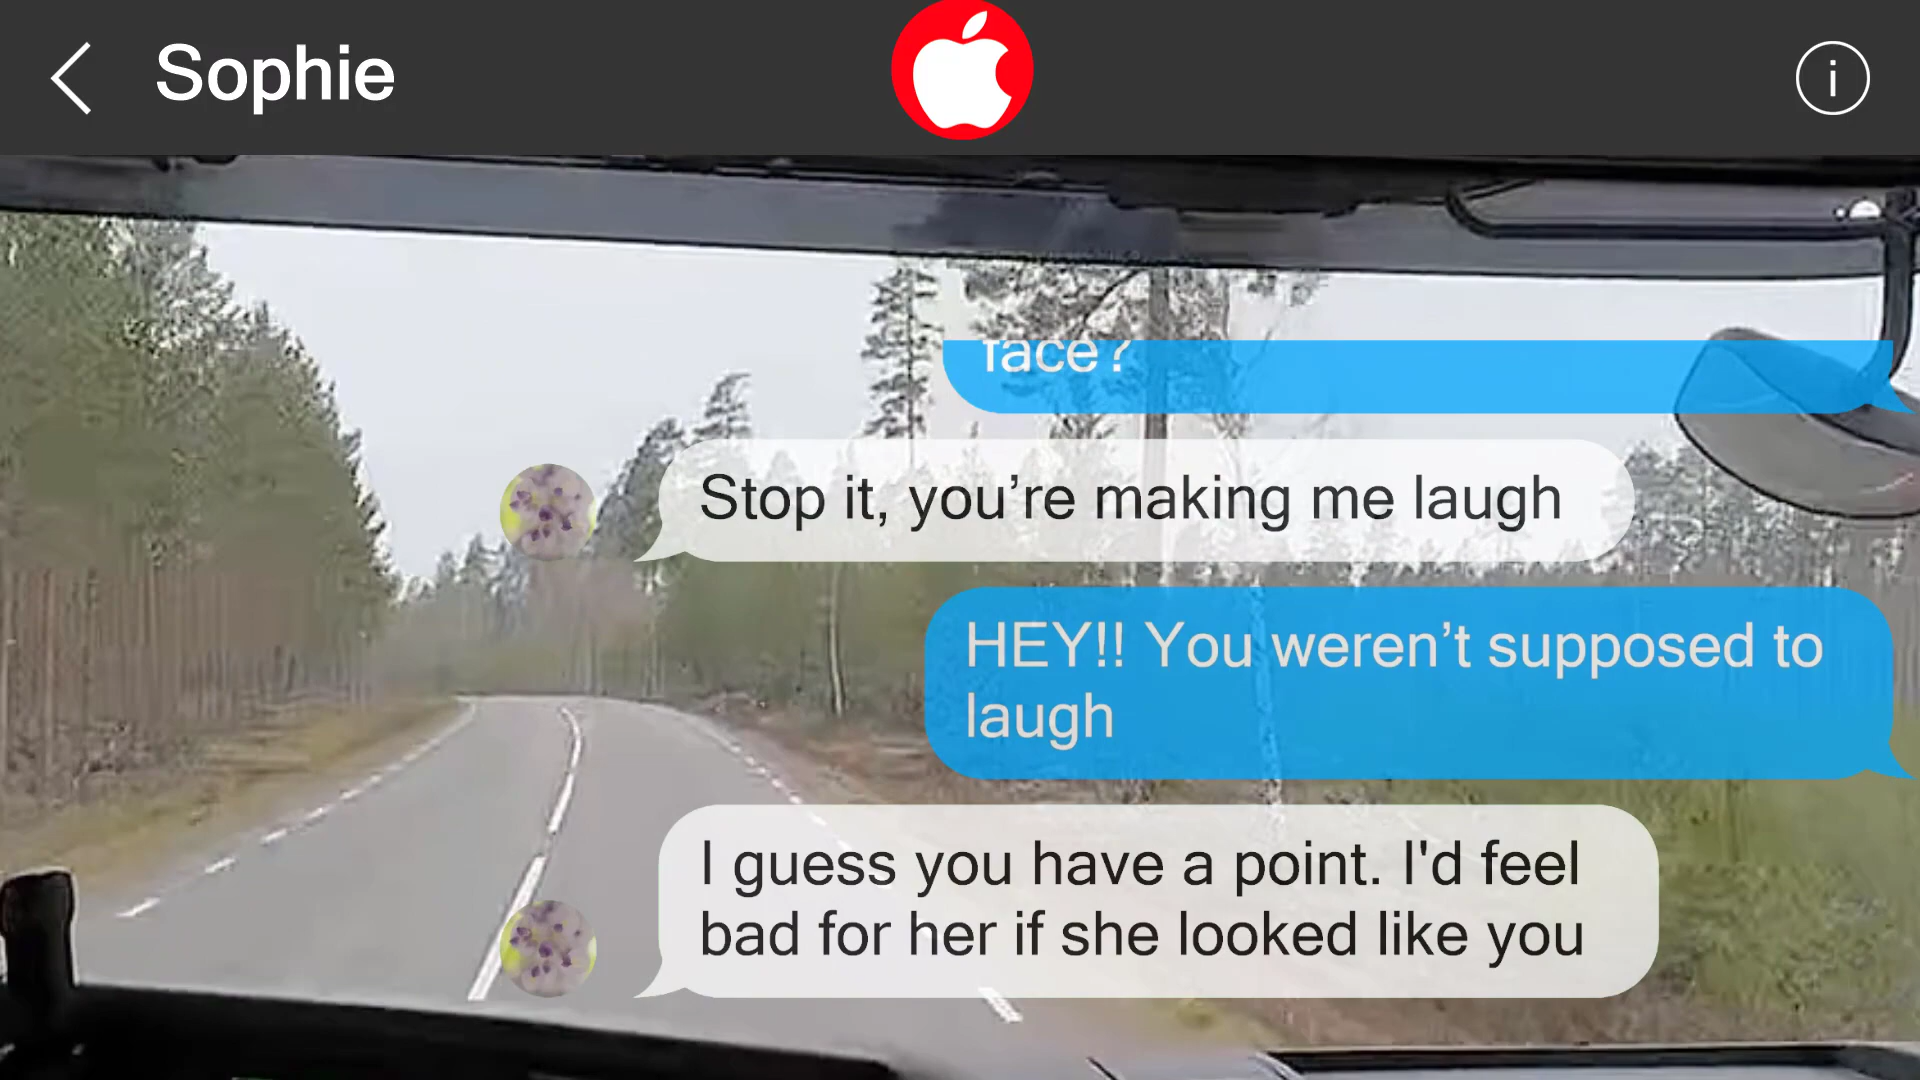 Sophie
face?
Stop it, you’re making me laugh
HEY!! You weren’t supposed to
laugh
I guess you have a point. I'd feel
bad for her if she looked like you